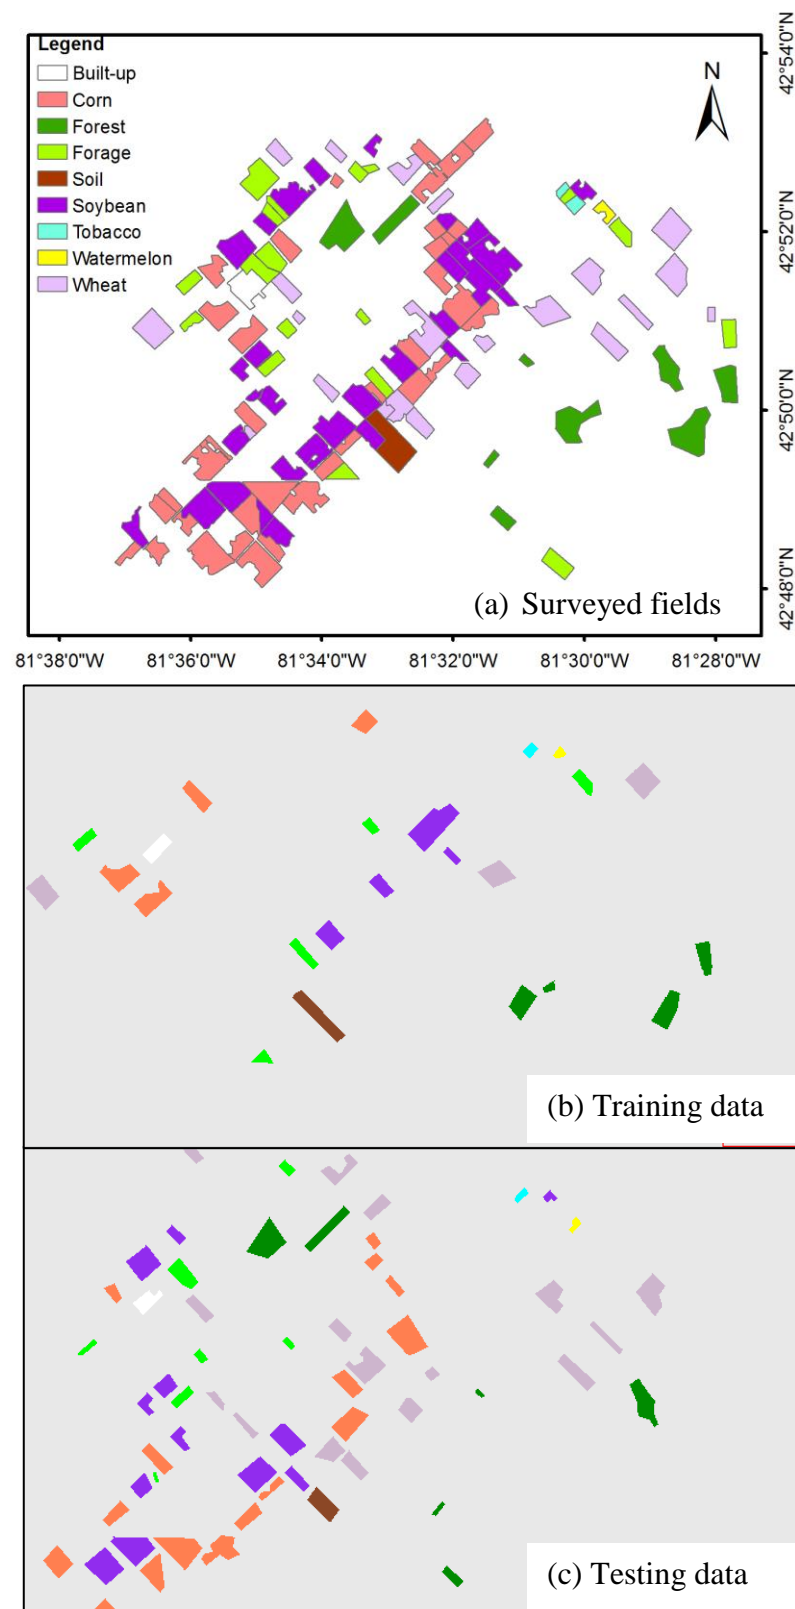 Legend
Built-up
Corn
Forest
Forage
Soil
Soybean
Tobacco
Watermelon
Wheat
N
42°54'0"N
42°52'0"N
42°50'0"N
42°48'0"N
(a) Surveyed fields
81°38'0"W 81°36'0"W 81°34'0"W 81°32'0"W 81°30'0"W 81°28'0"W
(b) Training data
(c) Testing data